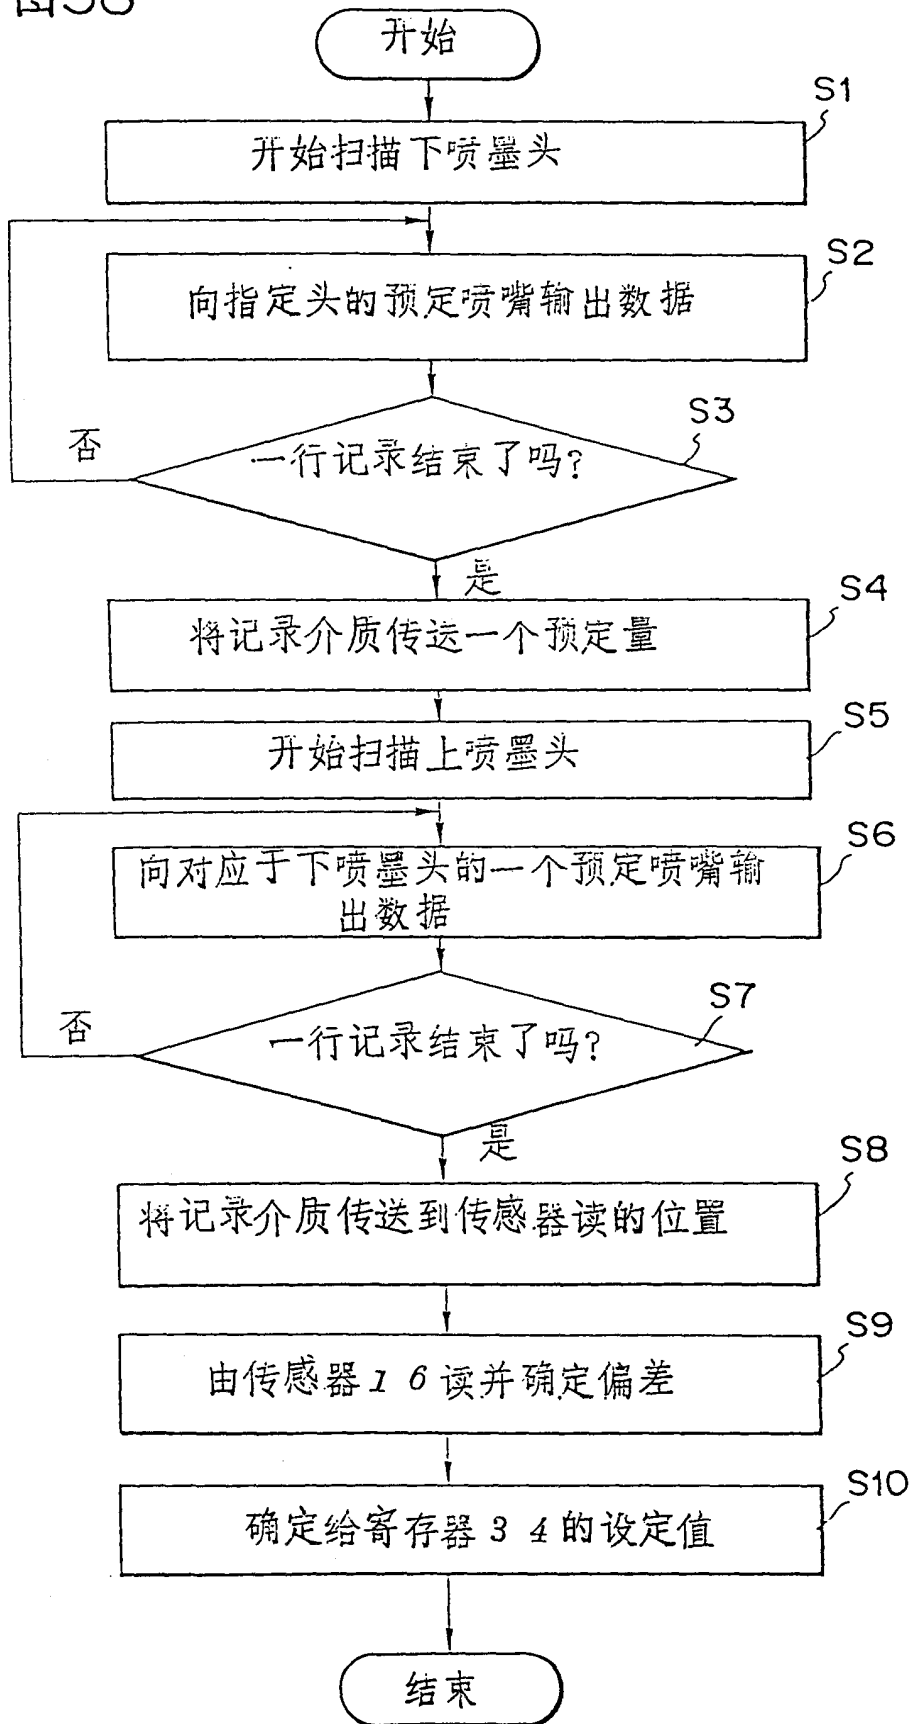 开始
S1
开始扫描下喷墨头
S2
向指定头的预定喷嘴输出数据
S3
一行记录结束了吗?
否
是
S4
将记录介质传送一个预定量
S5
开始扫描上喷墨头
S6
向对应于下喷墨头的一个预定喷嘴输
出数据
S7
一行记录结束了吗?
否
是
S8
将记录介质传送到传感器读的位置
S9
由传感器16读并确定偏差
S10
确定给寄存器34的设定值
结束